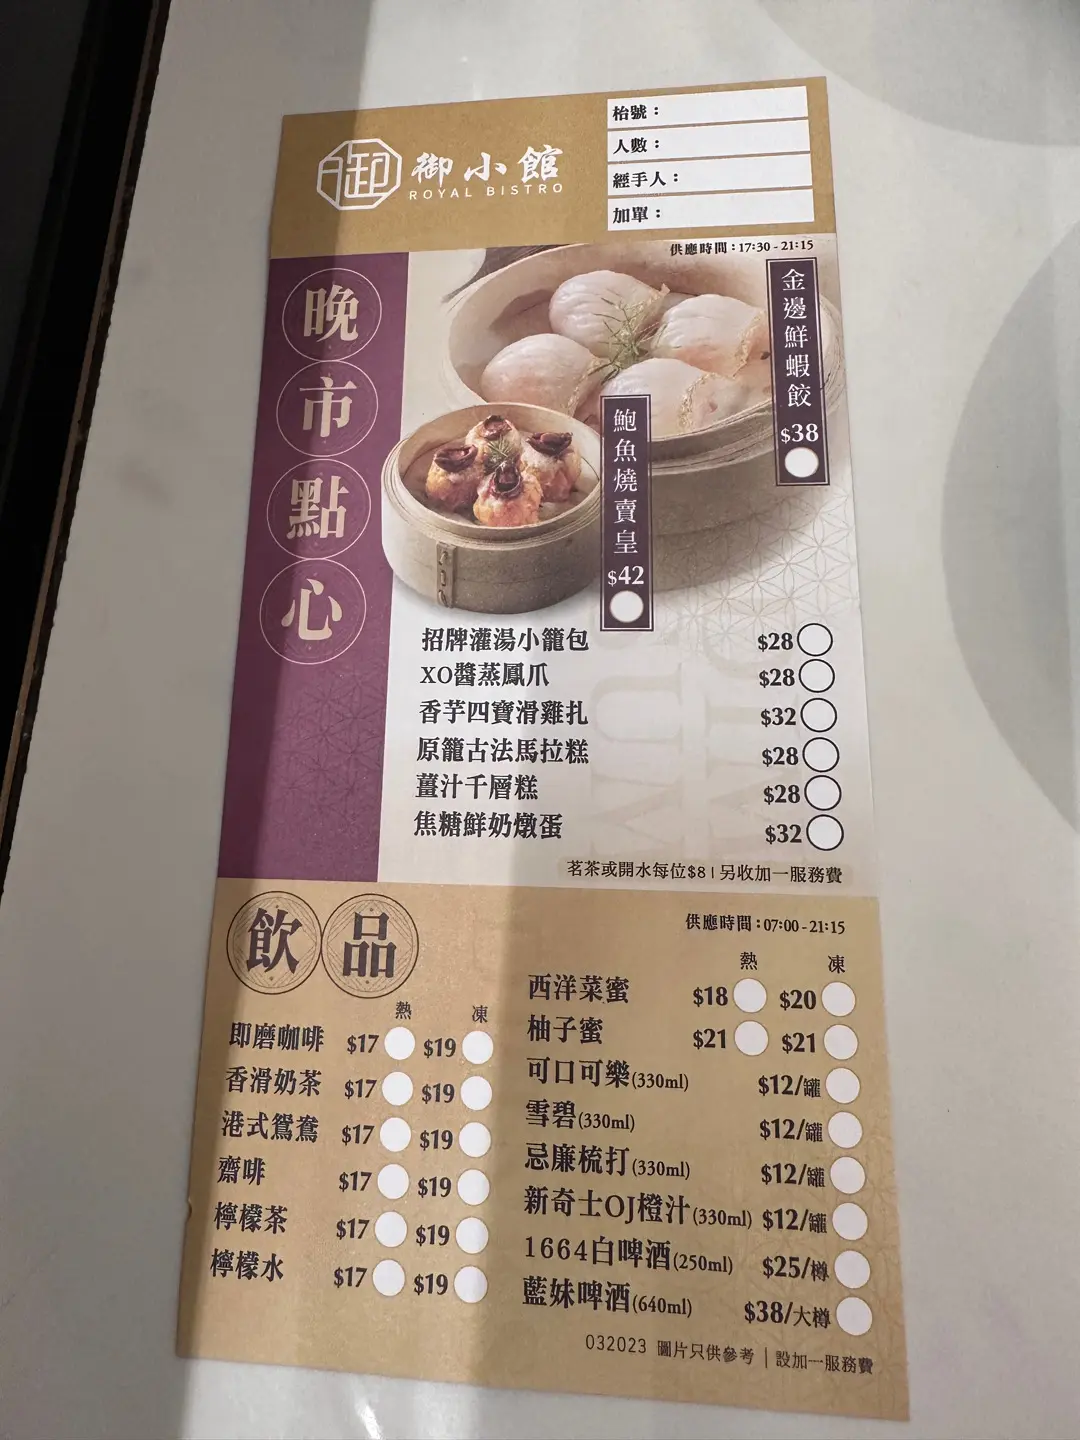 御 御小館
ROYAL BISTRO
枱號：
人數：
經手人：
加單：
供應時間：17:30 - 21:15
晚市點心
金邊鮮蝦餃 $38
鮑魚燒賣皇 $42
招牌灌湯小籠包 $28
XO醬蒸鳳爪 $28
香芋四寶滑雞扎 $32
原籠古法馬拉糕 $28
薑汁千層糕 $28
焦糖鮮奶燉蛋 $32
茗茶或開水每位$8 | 另收加一服務費
飲品
供應時間：07:00 - 21:15
熱 凍
即磨咖啡 $17 $19
香滑奶茶 $17 $19
港式鴛鴦 $17 $19
齋啡 $17 $19
檸檬茶 $17 $19
檸檬水 $17 $19
熱 凍
西洋菜蜜 $18 $20
柚子蜜 $21 $21
可口可樂(330ml) $12/罐
雪碧(330ml) $12/罐
忌廉梳打(330ml) $12/罐
新奇士OJ橙汁(330ml) $12/罐
1664白啤酒(250ml) $25/樽
藍妹啤酒(640ml) $38/大樽
032023 圖片只供參考 | 設加一服務費